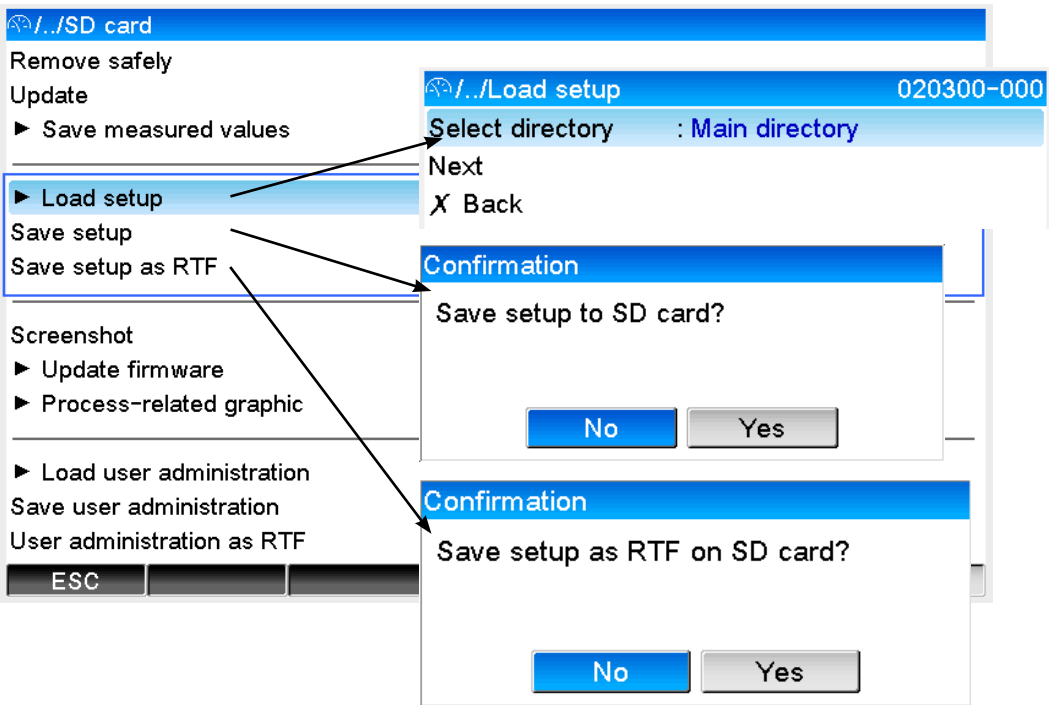 /../SD card
Remove safely
Update
► Save measured values
► Load setup
Save setup
Save setup as RTF
Screenshot
► Update firmware
► Process-related graphic
► Load user administration
Save user administration
User administration as RTF
ESC
/../Load setup 020300-000
Select directory : Main directory
Next
✗ Back
Confirmation
Save setup to SD card?
No Yes
Confirmation
Save setup as RTF on SD card?
No Yes